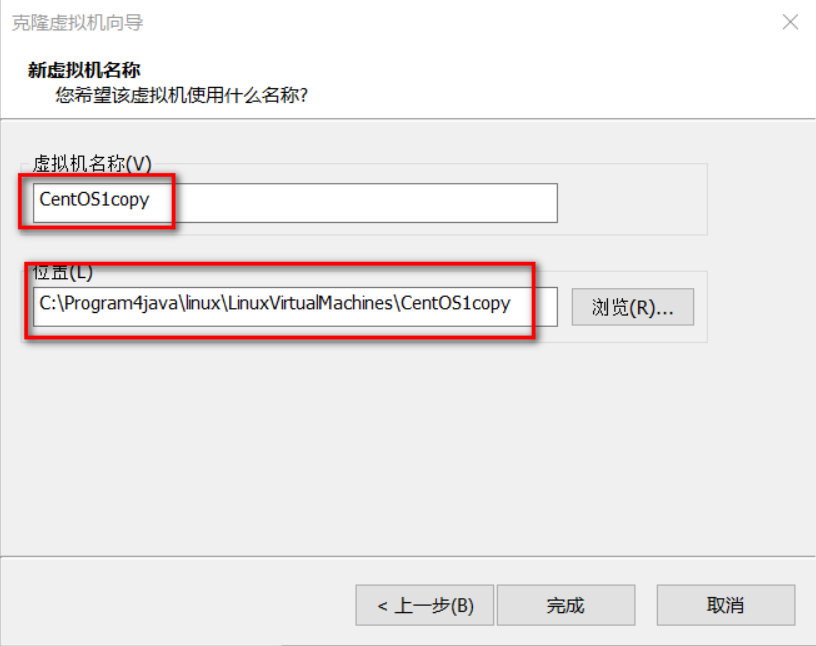 克隆虚拟机向导
新虚拟机名称
您希望该虚拟机使用什么名称?
虚拟机名称(V)
CentOS1copy
位置(L)
C:\Program4java\linux\LinuxVirtualMachines\CentOS1copy
浏览(R)...
< 上一步(B)
完成
取消